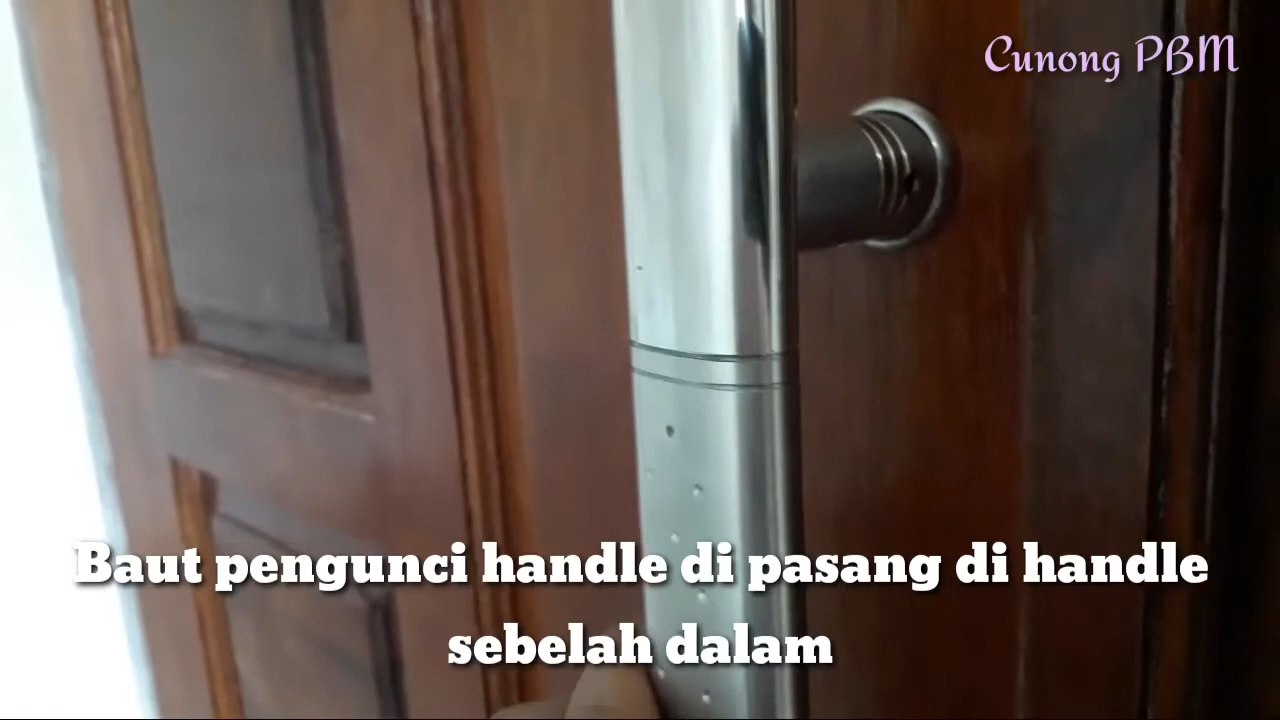 Cunong PBM
Baut pengunci handle di pasang di handle
sebelah dalam